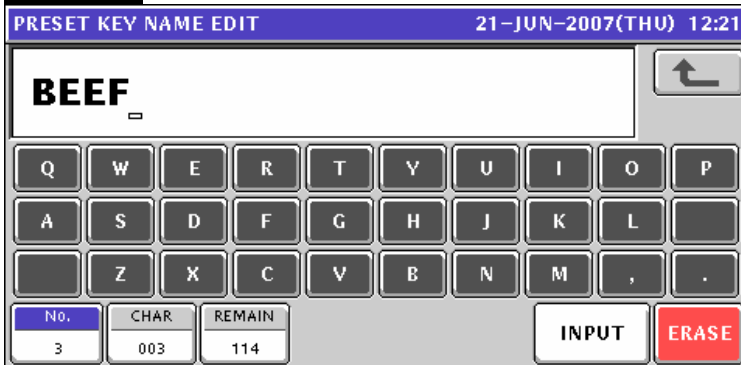 PRESET KEY NAME EDIT 21-JUN-2007(THU) 12:21
BEEF
Q W E R T Y U I O P
A S D F G H J K L
Z X C V B N M , .
No. CHAR REMAIN
3 003 114
INPUT ERASE